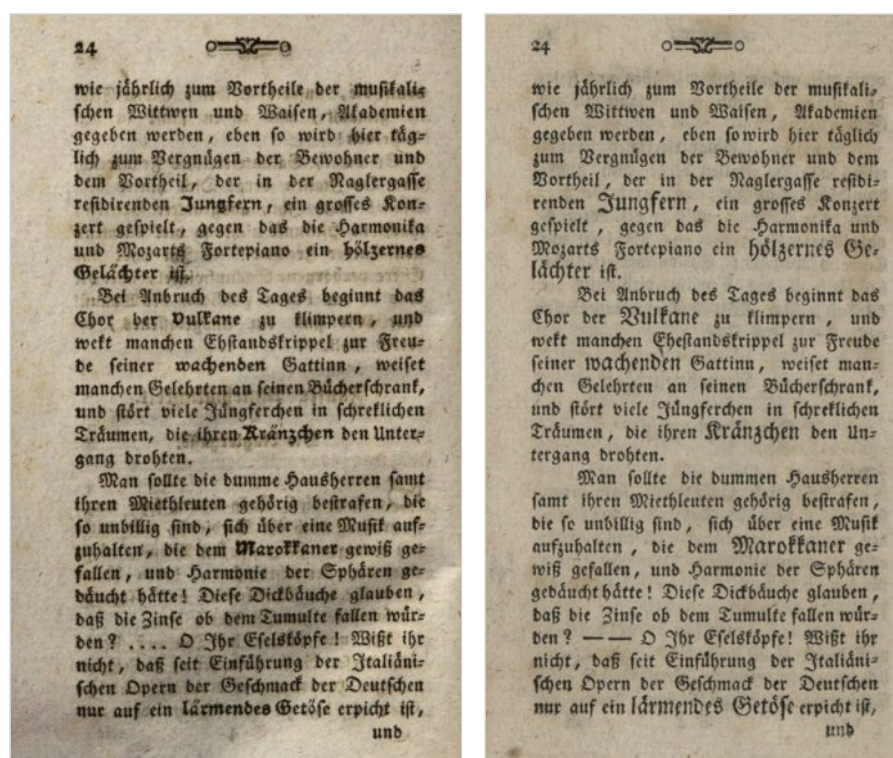 24
wie jährlich zum Vortheile der musikali=
schen Wittwen und Waisen, Akademien
gegeben werden, eben so wird hier täg=
lich zum Vergnügen der Bewohner und
dem Vortheil, der in der Naglergasse
residirenden Jungfern, ein grosses Kon=
zert gespielt, gegen das die Harmonika
und Mozarts Fortepiano ein hölzernes
Gelächter ist.
Bei Anbruch des Tages beginnt das
Chor der Vulkane zu klimpern, und
wekt manchen Ehstandskrippel zur Freu=
de seiner wachenden Gattinn, weiset
manchen Gelehrten an seinen Bücherschrank,
und stört viele Jüngferchen in schreklichen
Träumen, die ihren Kränzchen den Unter=
gang drohten.
Man sollte die dumme Hausherren samt
ihren Miethleuten gehörig bestrafen, die
so unbillig sind, sich über eine Musik auf=
zuhalten, die dem Marokkaner gewiß ge=
fallen, und Harmonie der Sphären ge=
däucht hätte! Diese Dickbäuche glauben,
daß die Zinse ob dem Tumulte fallen wür=
den? .... O Ihr Eselsköpfe! Wißt ihr
nicht, daß seit Einführung der Italiäni=
schen Opern der Geschmack der Deutschen
nur auf ein lärmendes Getöse erpicht ist,
und
24
wie jährlich zum Vortheile der musikali=
schen Wittwen und Waisen, Akademien
gegeben werden, eben so wird hier täglich
zum Vergnügen der Bewohner und dem
Vortheil, der in der Naglergasse residi=
renden Jungfern, ein grosses Konzert
gespielt, gegen das die Harmonika und
Mozarts Fortepiano ein hölzernes Ge=
lächter ist.
Bei Anbruch des Tages beginnt das
Chor der Vulkane zu klimpern, und
wekt manchen Ehestandskrippel zur Freude
seiner wachenden Gattinn, weiset man=
chen Gelehrten an seinen Bücherschrank,
und stört viele Jüngferchen in schreklichen
Träumen, die ihren Kränzchen den Un=
tergang drohten.
Man sollte die dummen Hausherren
samt ihren Miethleuten gehörig bestrafen,
die so unbillig sind, sich über eine Musik
aufzuhalten, die dem Marokkaner ge=
wiß gefallen, und Harmonie der Sphären
gedäucht hätte! Diese Dickbäuche glauben,
daß die Zinse ob dem Tumulte fallen wür=
den? —— O Ihr Eselsköpfe! Wißt ihr
nicht, daß seit Einführung der Italiäni=
schen Opern der Geschmack der Deutschen
nur auf ein lärmendes Getöse erpicht ist,
und